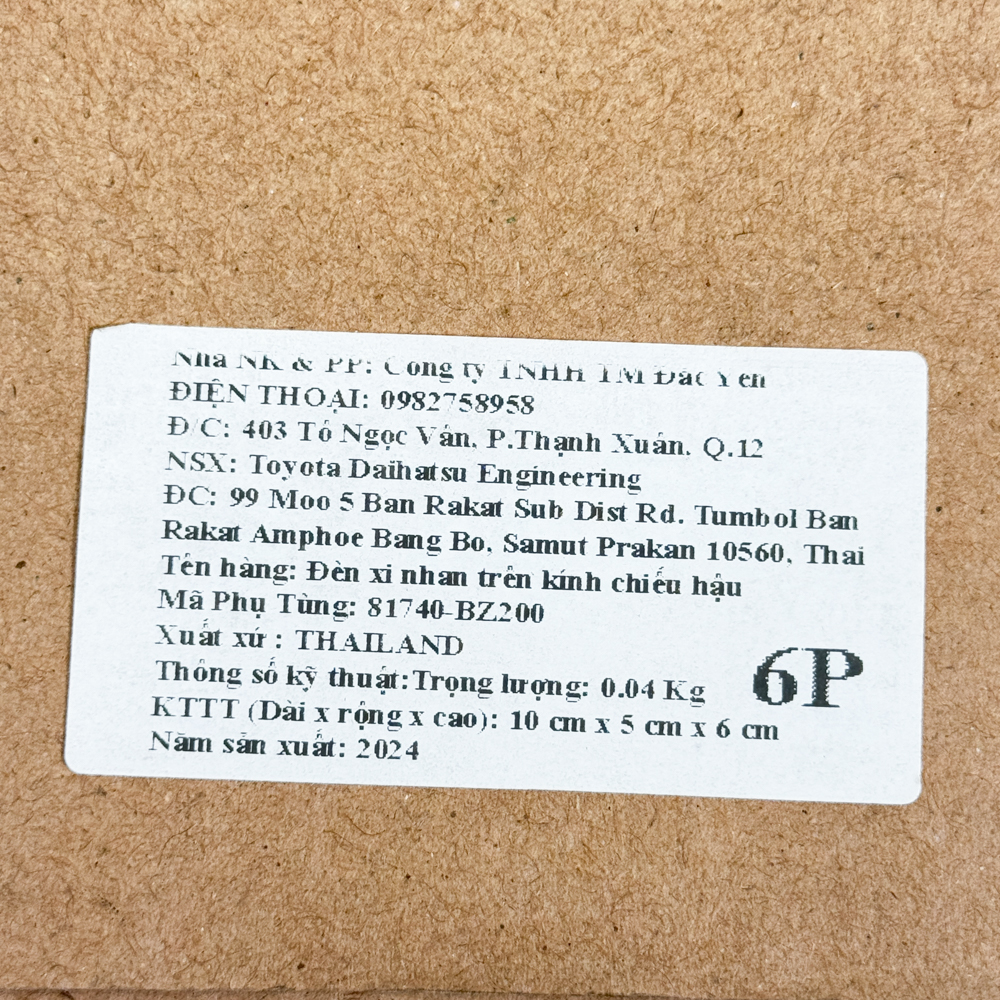 Nhà NK & PP: Công ty TNHH TM Đắc Yến
ĐIỆN THOẠI: 0982758958
Đ/C: 403 Tô Ngọc Vân, P.Thạnh Xuân, Q.12
NSX: Toyota Daihatsu Engineering
ĐC: 99 Moo 5 Ban Rakat Sub Dist Rd. Tumbol Ban
Rakat Amphoe Bang Bo, Samut Prakan 10560, Thai
Tên hàng: Đèn xi nhan trên kính chiếu hậu
Mã Phụ Tùng: 81740-BZ200
Xuất xứ : THAILAND
Thông số kỹ thuật:Trọng lượng: 0.04 Kg
KTTT (Dài x rộng x cao): 10 cm x 5 cm x 6 cm
Năm sản xuất: 2024
6P